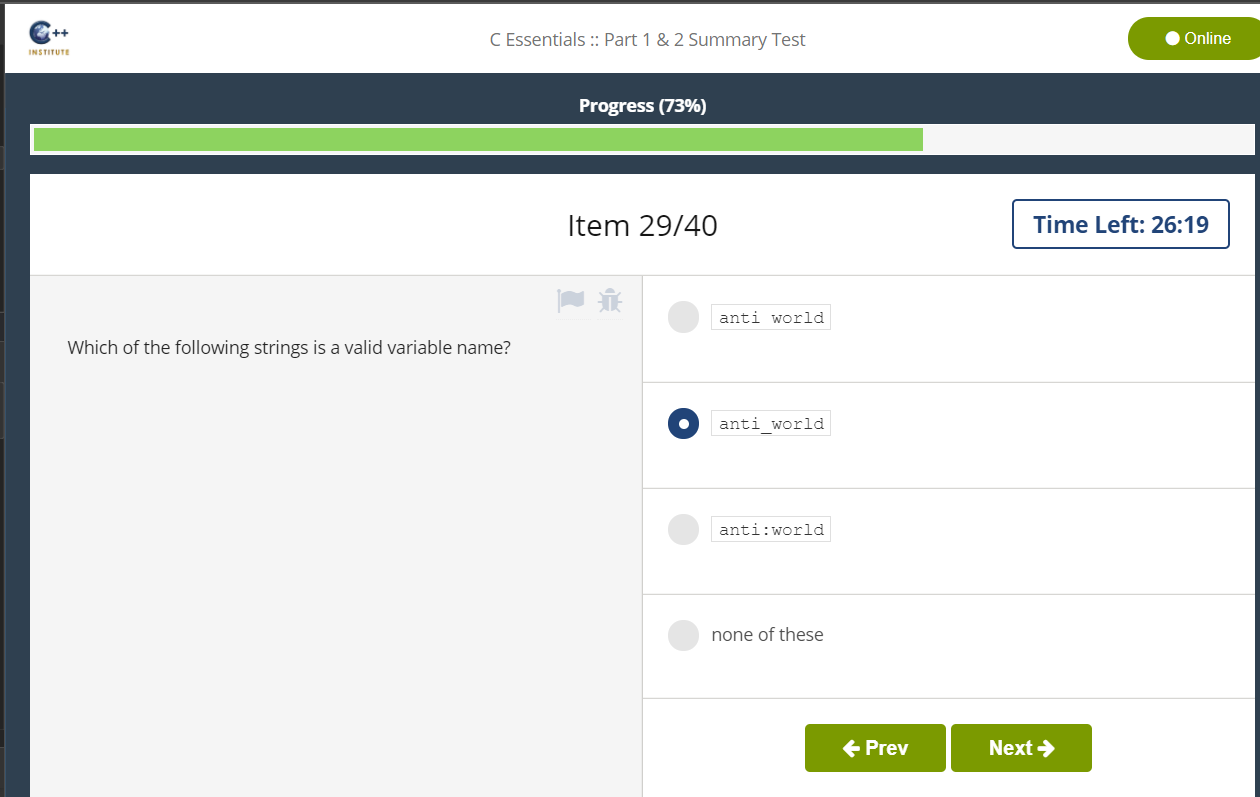 C++
INSTITUTE
C Essentials :: Part 1 & 2 Summary Test
Online
Progress (73%)
Item 29/40
Time Left: 26:19
Which of the following strings is a valid variable name?
anti world
anti_world
anti:world
none of these
Prev
Next